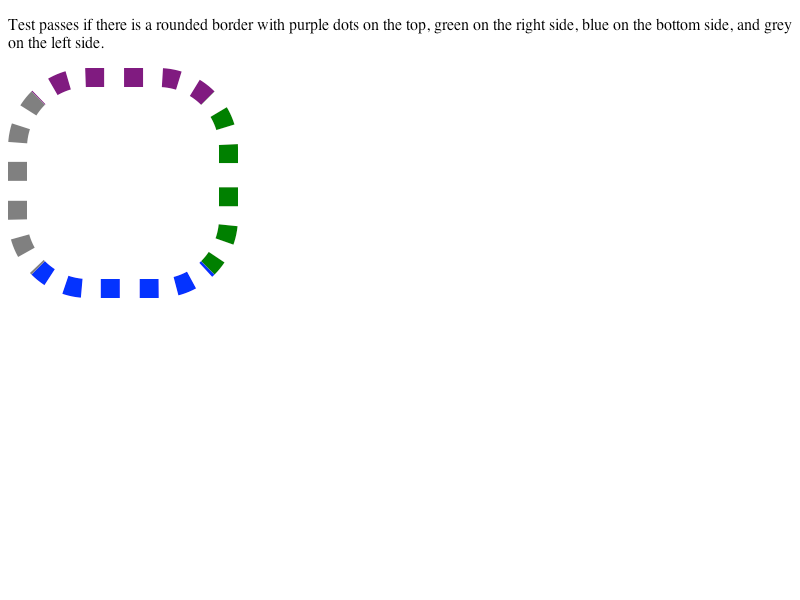 Test passes if there is a rounded border with purple dots on the top, green on the right side, blue on the bottom side, and grey
on the left side.